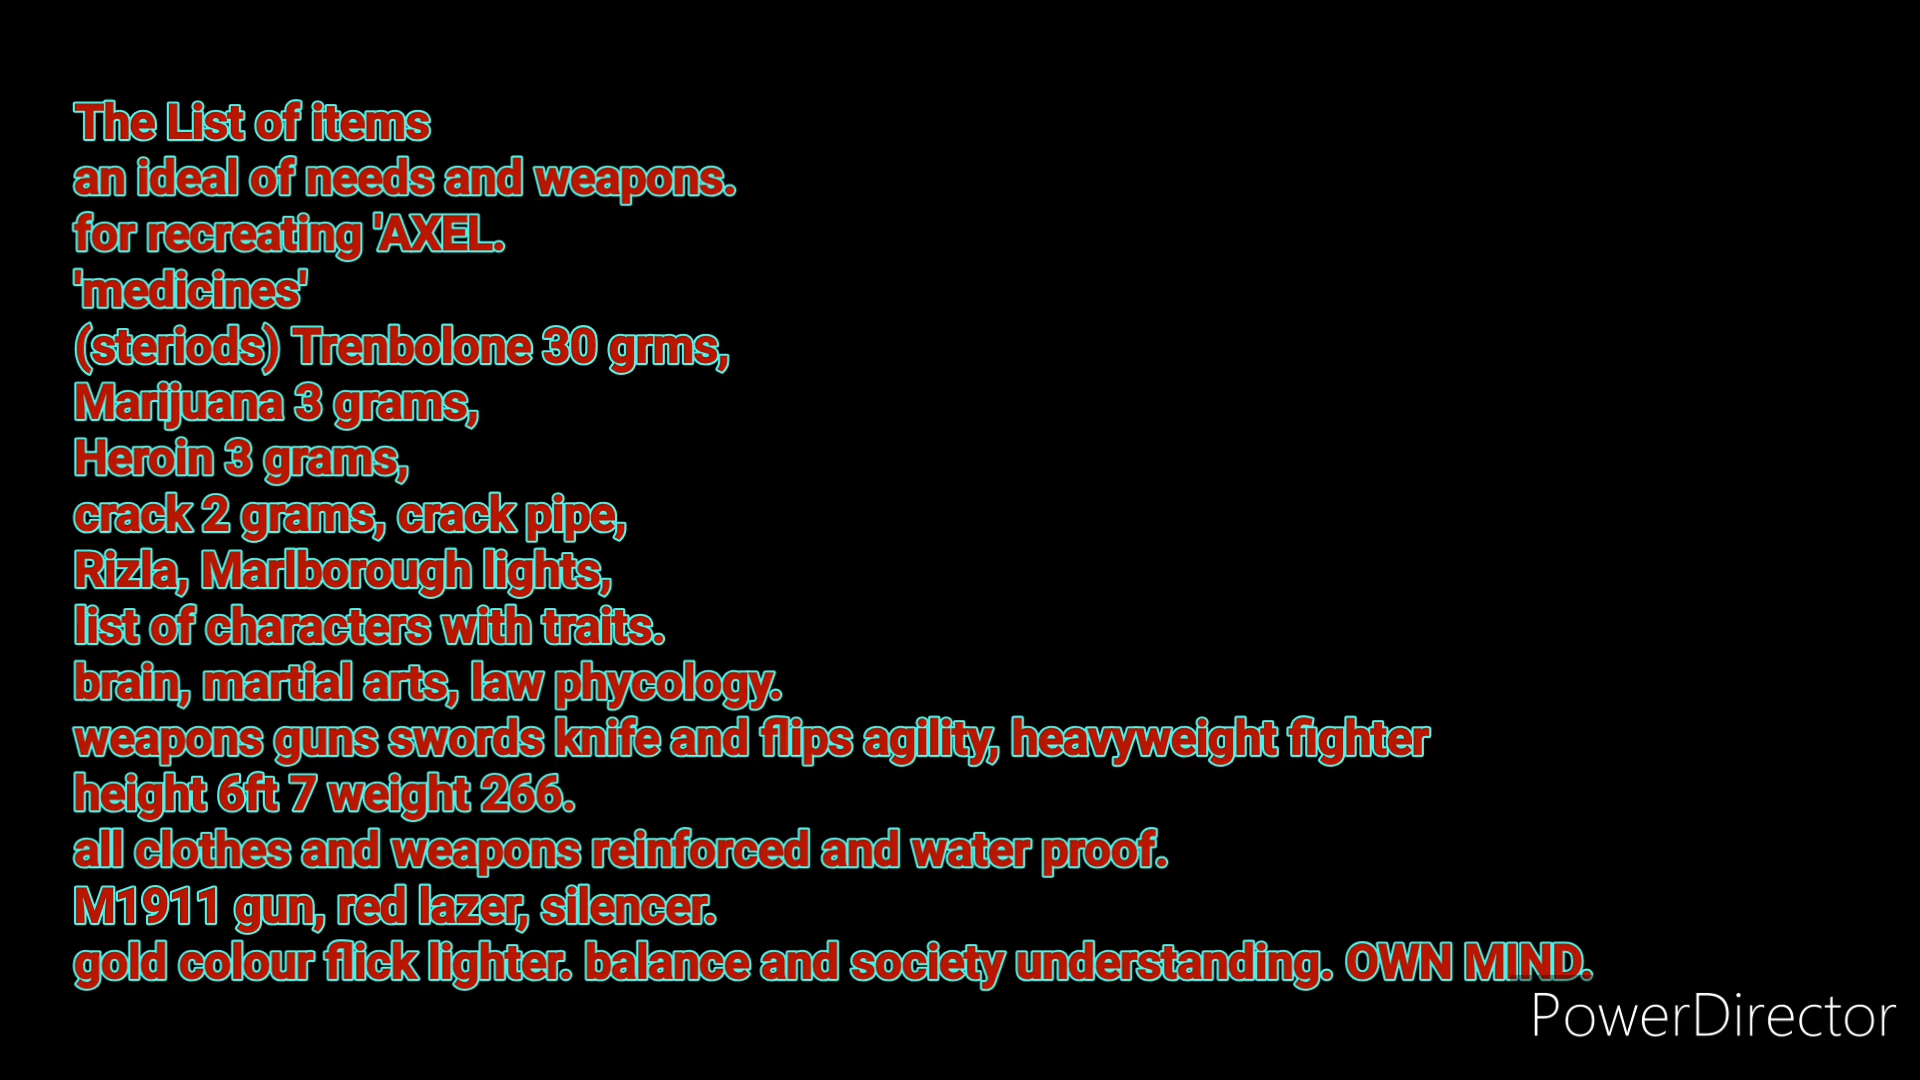 The List of items
an ideal of needs and weapons.
for recreating 'AXEL.
'medicines'
(steriods) Trenbolone 30 grms,
Marijuana 3 grams,
Heroin 3 grams,
crack 2 grams, crack pipe,
Rizla, Marlborough lights,
list of characters with traits.
brain, martial arts, law phycology.
weapons guns swords knife and flips agility, heavyweight fighter
height 6ft 7 weight 266.
all clothes and weapons reinforced and water proof.
M1911 gun, red lazer, silencer.
gold colour flick lighter. balance and society understanding. OWN MIND.
PowerDirector